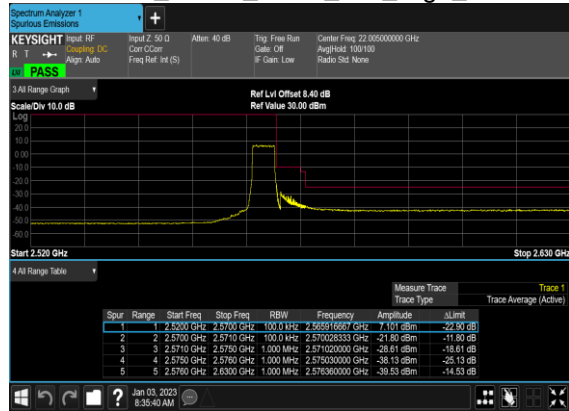 Spectrum Analyzer 1
Spurious Emissions
KEYSIGHT Input: RF Input Z: 50 Ω Atten: 40 dB Trig: Free Run Center Freq: 22.005000000 GHz
R T Coupling: DC Corr CCorr Gate: Off Avg|Hold: 100/100
Align: Auto Freq Ref: Int (S) IF Gain: Low Radio Std: None
PASS
3 All Range Graph
Ref Lvl Offset 8.40 dB
Scale/Div 10.0 dB Ref Value 30.00 dBm
Log
20.0
10.0
0.00
-10.0
-20.0
-30.0
-40.0
-50.0
-60.0
Start 2.520 GHz Stop 2.630 GHz
4 All Range Table
Measure Trace Trace 1
Trace Type Trace Average (Active)
Spur Range Start Freq Stop Freq RBW Frequency Amplitude ΔLimit
1 1 2.5200 GHz 2.5700 GHz 100.0 kHz 2.565916667 GHz 7.101 dBm -22.90 dB
2 2 2.5700 GHz 2.5710 GHz 100.0 kHz 2.570028333 GHz -21.80 dBm -11.80 dB
3 3 2.5710 GHz 2.5750 GHz 1.000 MHz 2.571020000 GHz -28.61 dBm -18.61 dB
4 4 2.5750 GHz 2.5760 GHz 1.000 MHz 2.575030000 GHz -38.13 dBm -25.13 dB
5 5 2.5760 GHz 2.6300 GHz 1.000 MHz 2.576360000 GHz -39.53 dBm -14.53 dB
Jan 03, 2023
8:35:40 AM